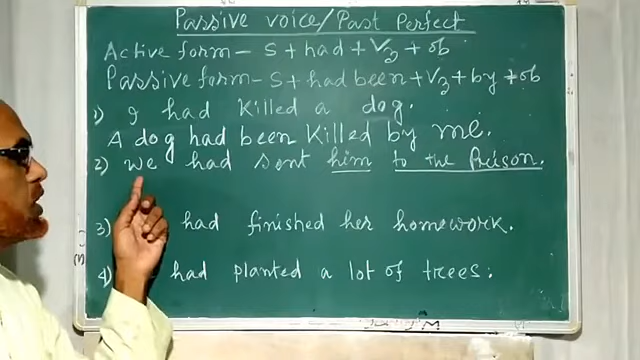 Passive voice/Past Perfect
Active form - S + had + V3 + ob
Passive form - S + had been + V3 + by + ob
1) I had killed a dog.
A dog had been killed by me.
2) we had sent him to the Prison.
3) had finished her homework.
4) had planted a lot of trees.